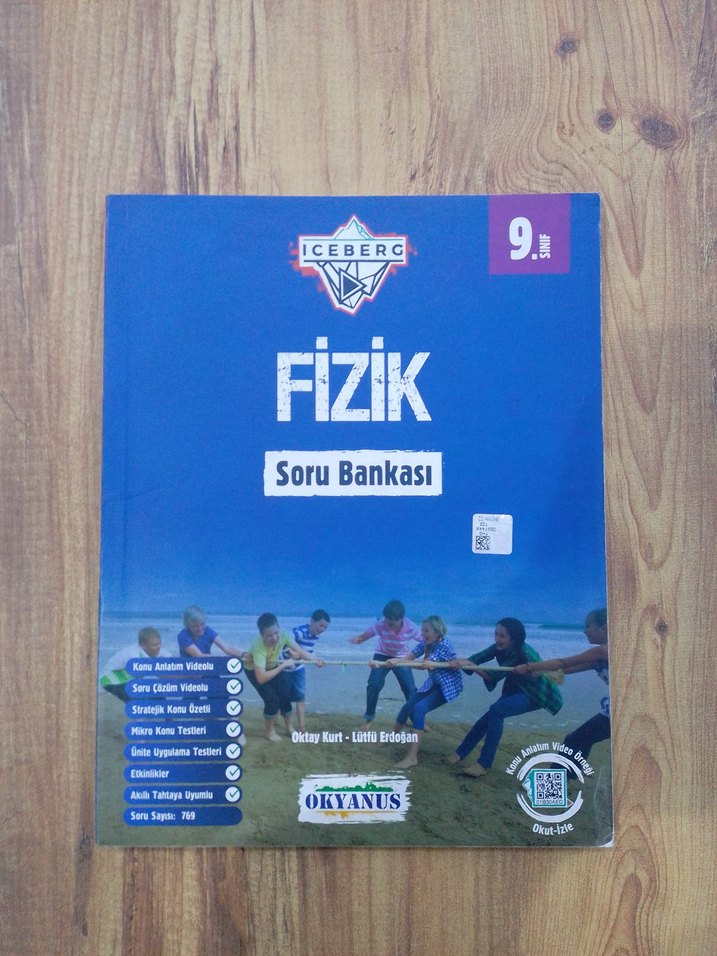 ICEBERG
9. SINIF
FİZİK
Soru Bankası
Konu Anlatım Videolu
Soru Çözüm Videolu
Stratejik Konu Özetli
Mikro Konu Testleri
Ünite Uygulama Testleri
Etkinlikler
Akıllı Tahtaya Uyumlu
Soru Sayısı: 769
Oktay Kurt - Lütfü Erdoğan
OKYANUS
Konu Anlatım Video Örneği
Okut-İzle